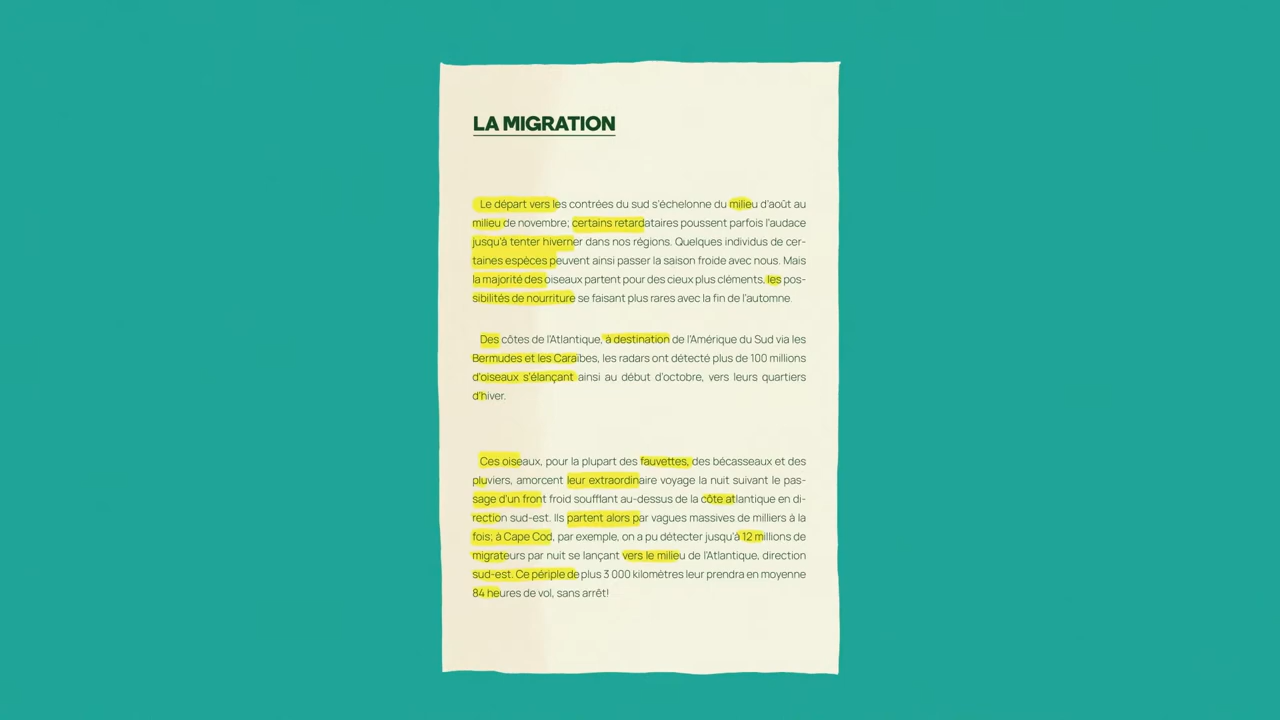 LA MIGRATION
Le départ vers les contrées du sud s'échelonne du milieu d'août au
milieu de novembre; certains retardataires poussent parfois l'audace
jusqu'à tenter hiverner dans nos régions. Quelques individus de cer-
taines espèces peuvent ainsi passer la saison froide avec nous. Mais
la majorité des oiseaux partent pour des cieux plus cléments, les pos-
sibilités de nourriture se faisant plus rares avec la fin de l'automne.
Des côtes de l'Atlantique, à destination de l'Amérique du Sud via les
Bermudes et les Caraïbes, les radars ont détecté plus de 100 millions
d'oiseaux s'élançant ainsi au début d'octobre, vers leurs quartiers
d'hiver.
Ces oiseaux, pour la plupart des fauvettes, des bécasseaux et des
pluviers, amorcent leur extraordinaire voyage la nuit suivant le pas-
sage d'un front froid soufflant au-dessus de la côte atlantique en di-
rection sud-est. Ils partent alors par vagues massives de milliers à la
fois; à Cape Cod, par exemple, on a pu détecter jusqu'à 12 millions de
migrateurs par nuit se lançant vers le milieu de l'Atlantique, direction
sud-est. Ce périple de plus 3 000 kilomètres leur prendra en moyenne
84 heures de vol, sans arrêt!